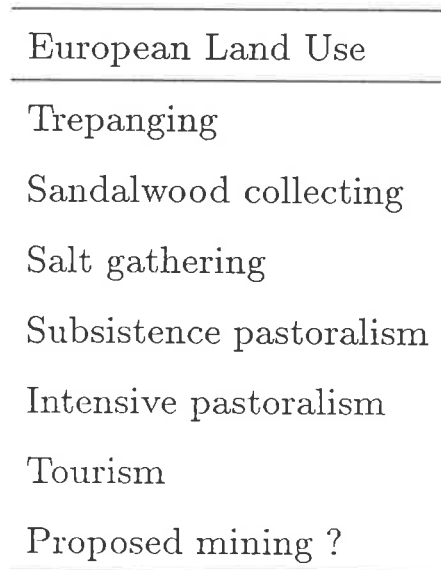 European Land Use
Trepanging
Sandalwood collecting
Salt gathering
Subsistence pastoralism
Intensive pastoralism
Tourism
Proposed mining ?